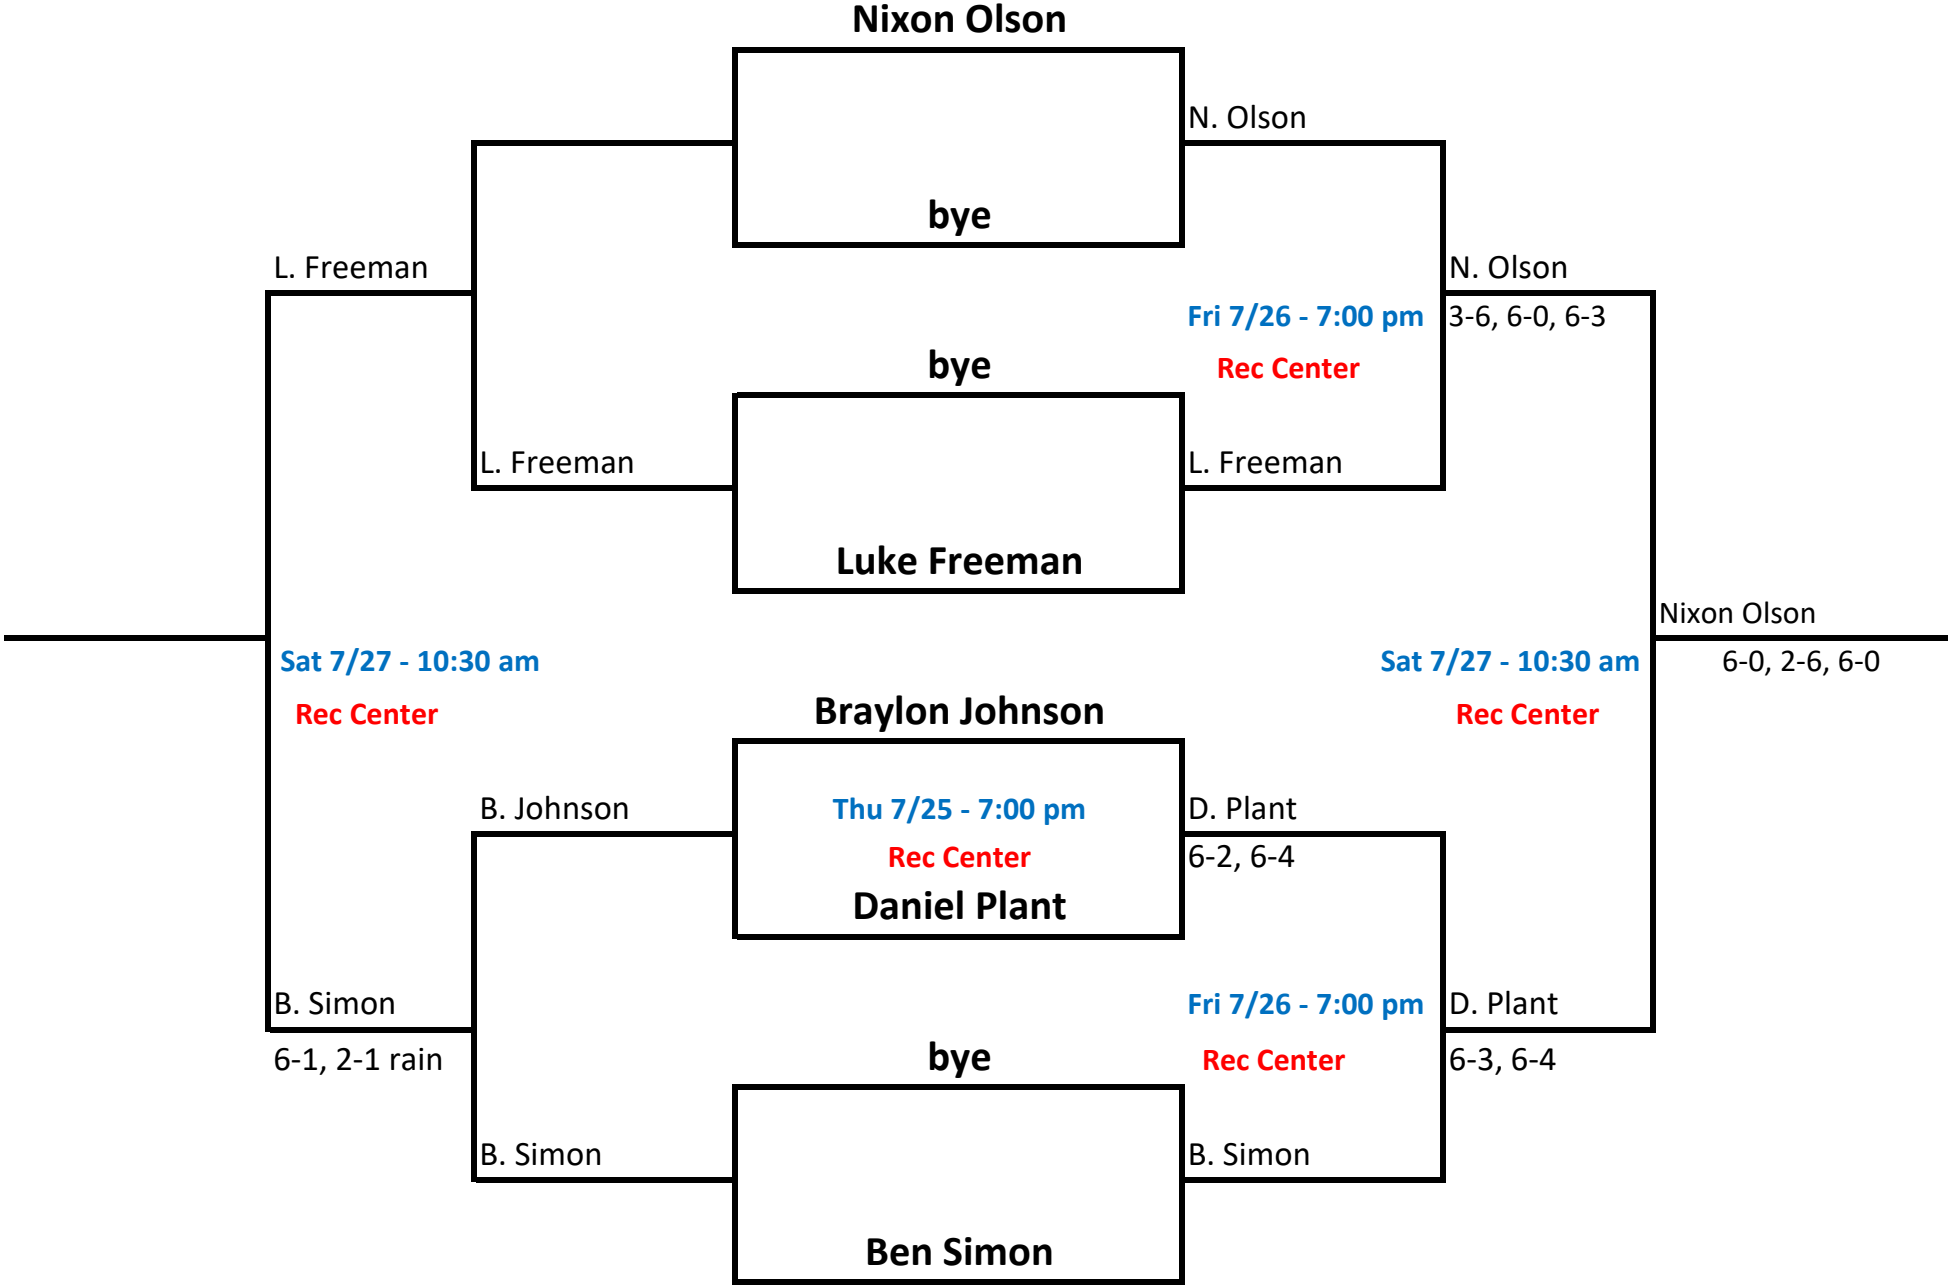 Nixon Olson
N. Olson
bye
L. Freeman
N. Olson
Fri 7/26 - 7:00 pm
3-6, 6-0, 6-3
bye
Rec Center
L. Freeman
L. Freeman
Luke Freeman
Nixon Olson
Sat 7/27 - 10:30 am
Sat 7/27 - 10:30 am
6-0, 2-6, 6-0
Rec Center
Braylon Johnson
Rec Center
B. Johnson
Thu 7/25 - 7:00 pm
D. Plant
Rec Center
6-2, 6-4
Daniel Plant
B. Simon
Fri 7/26 - 7:00 pm
D. Plant
6-1, 2-1 rain
bye
Rec Center
6-3, 6-4
B. Simon
B. Simon
Ben Simon